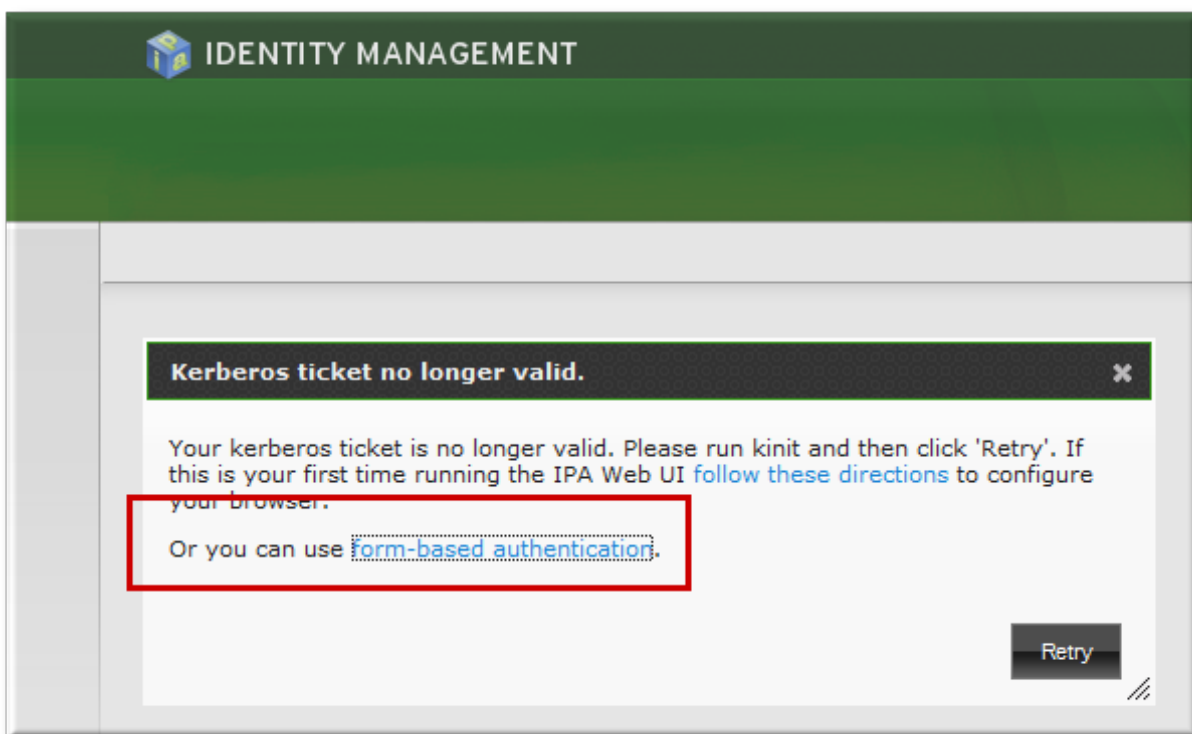 IDENTITY MANAGEMENT
Kerberos ticket no longer valid.
Your kerberos ticket is no longer valid. Please run kinit and then click 'Retry'. If
this is your first time running the IPA Web UI follow these directions to configure
your browser.
Or you can use form-based authentication.
Retry